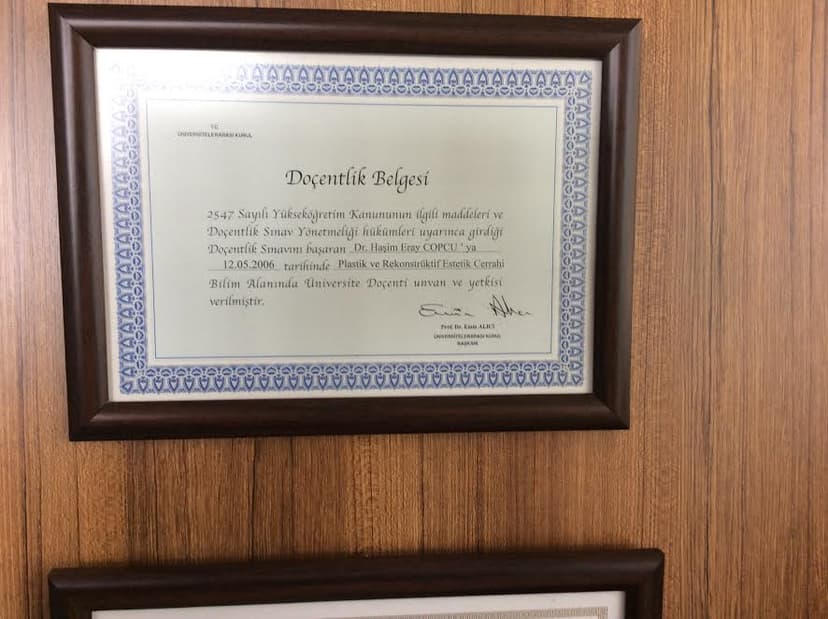 T.C.
ÜNİVERSİTELERARASI KURUL
Doçentlik Belgesi
2547 Sayılı Yükseköğretim Kanununun ilgili maddeleri ve
Doçentlik Sınav Yönetmeliği hükümleri uyarınca girdiği
Doçentlik Sınavını başaran Dr. Haşim Eray COPCU ' ya
12.05.2006 tarihinde Plastik ve Rekonstrüktif Estetik Cerrahi
Bilim Alanında Üniversite Doçenti unvan ve yetkisi
verilmiştir.
Prof. Dr. Emin ALICI
ÜNİVERSİTELERARASI KURUL
BAŞKANI